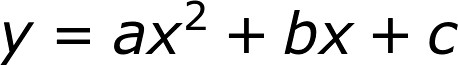 y = ax² + bx + c